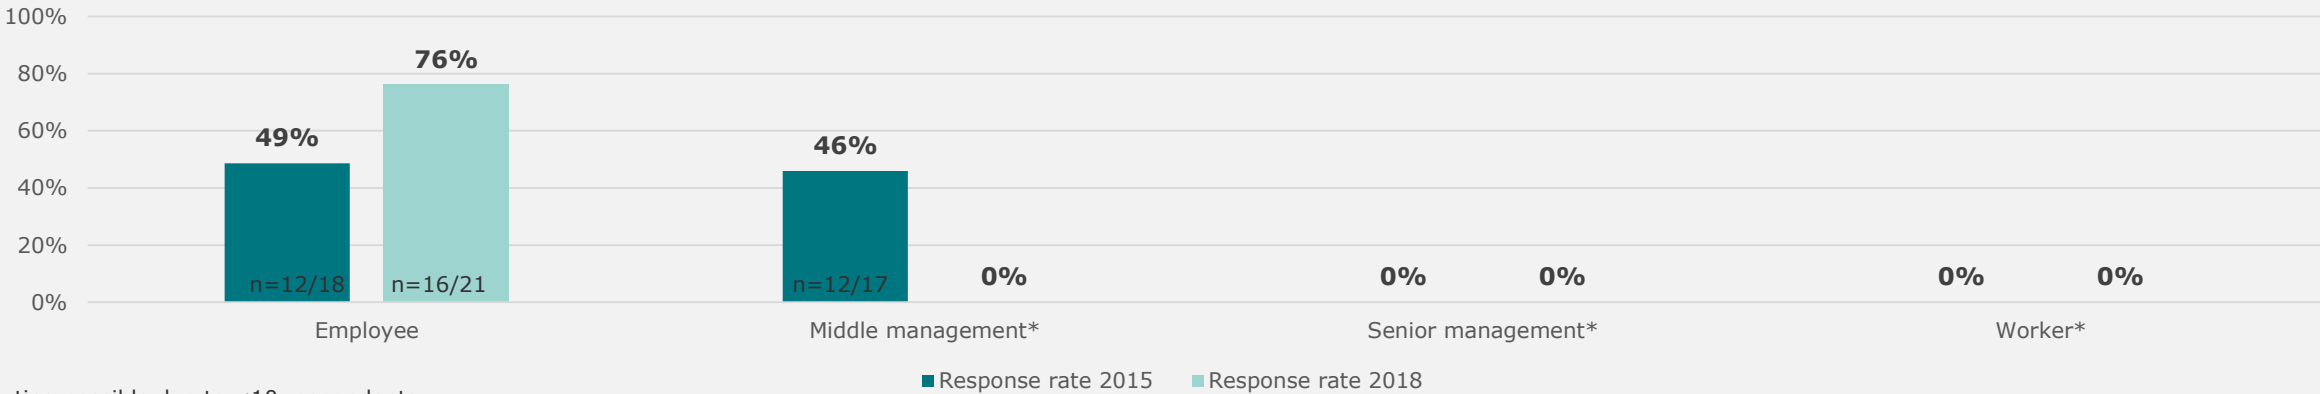 100%
80%
60%
40%
20%
0%
49%
76%
46%
0%
0%
0%
0%
0%
n=12/18
n=16/21
n=12/17
Employee
Middle management*
Senior management*
Worker*
Response rate 2015
Response rate 2018